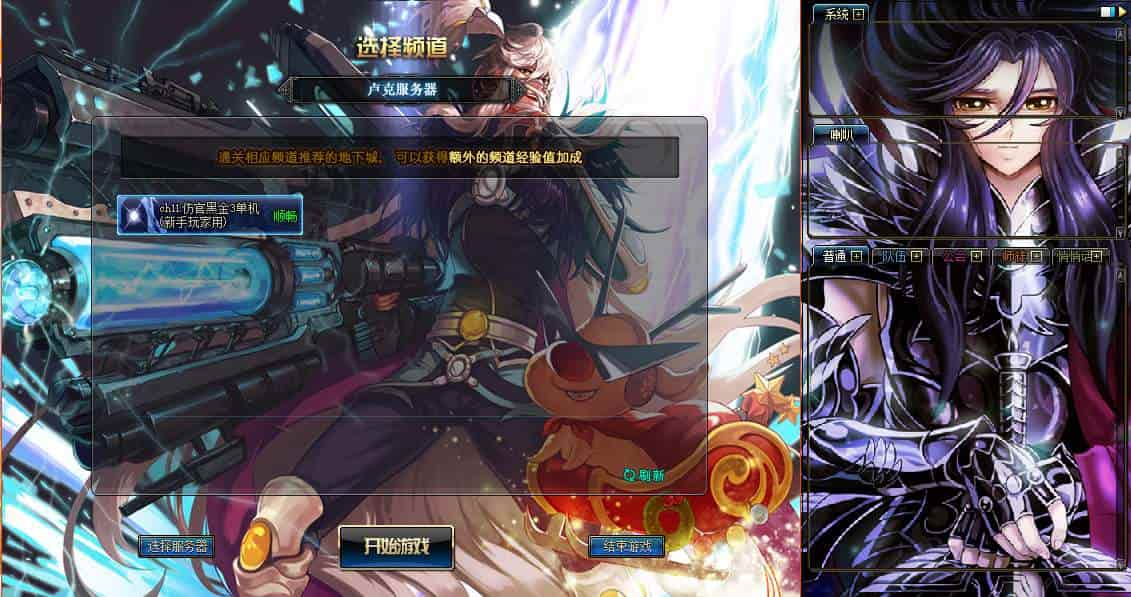 选择频道
卢克服务器
通关相应频道推荐的地下城， 可以获得额外的频道经验值加成
ch11.仿官黑金3单机
(新手玩家用)
顺畅
刷新
选择服务器
开始游戏
结束游戏
系统
喇叭
普通
队伍
公会
师徒
悄悄话